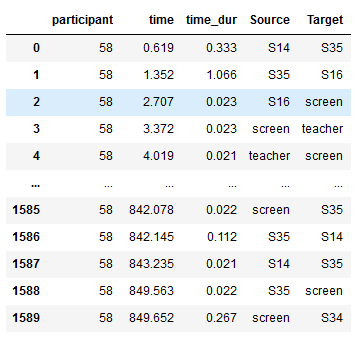 participant time time_dur Source Target
0 58 0.619 0.333 S14 S35
1 58 1.352 1.066 S35 S16
2 58 2.707 0.023 S16 screen
3 58 3.372 0.023 screen teacher
4 58 4.019 0.021 teacher screen
... ... ... ... ... ...
1585 58 842.078 0.022 screen S35
1586 58 842.145 0.112 S35 S14
1587 58 843.235 0.021 S14 S35
1588 58 849.563 0.022 S35 screen
1589 58 849.652 0.267 screen S34